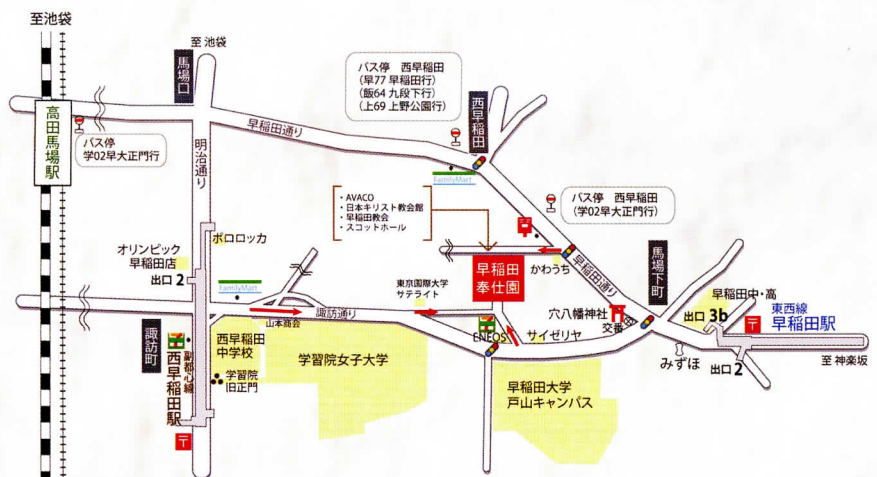 至池袋
至 池袋
馬場口
バス停 西早稲田
(早77 早稲田行)
(飯64 九段下行)
(上69 上野公園行)
西早稲田
高田馬場駅
バス停
学02早大正門行
明治通り
早稲田通り
FamilyMart
バス停 西早稲田
(学02早大正門行)
・AVACO
・日本キリスト教会館
・早稲田教会
・スコットホール
ボロロッカ
オリンピック
早稲田店
出口 2
かわうち
早稲田通り
馬場下町
早稲田
奉仕園
FamilyMart
東京国際大学
サテライト
早稲田中・高
穴八幡神社
交番
出口 3b
東西線
早稲田駅
諏訪通り
山本商会
諏訪町
西早稲田
中学校
ENEOS
サイゼリヤ
みずほ
出口 2
至 神楽坂
副都心線
西早稲田駅
学習院女子大学
学習院
旧正門
早稲田大学
戸山キャンパス